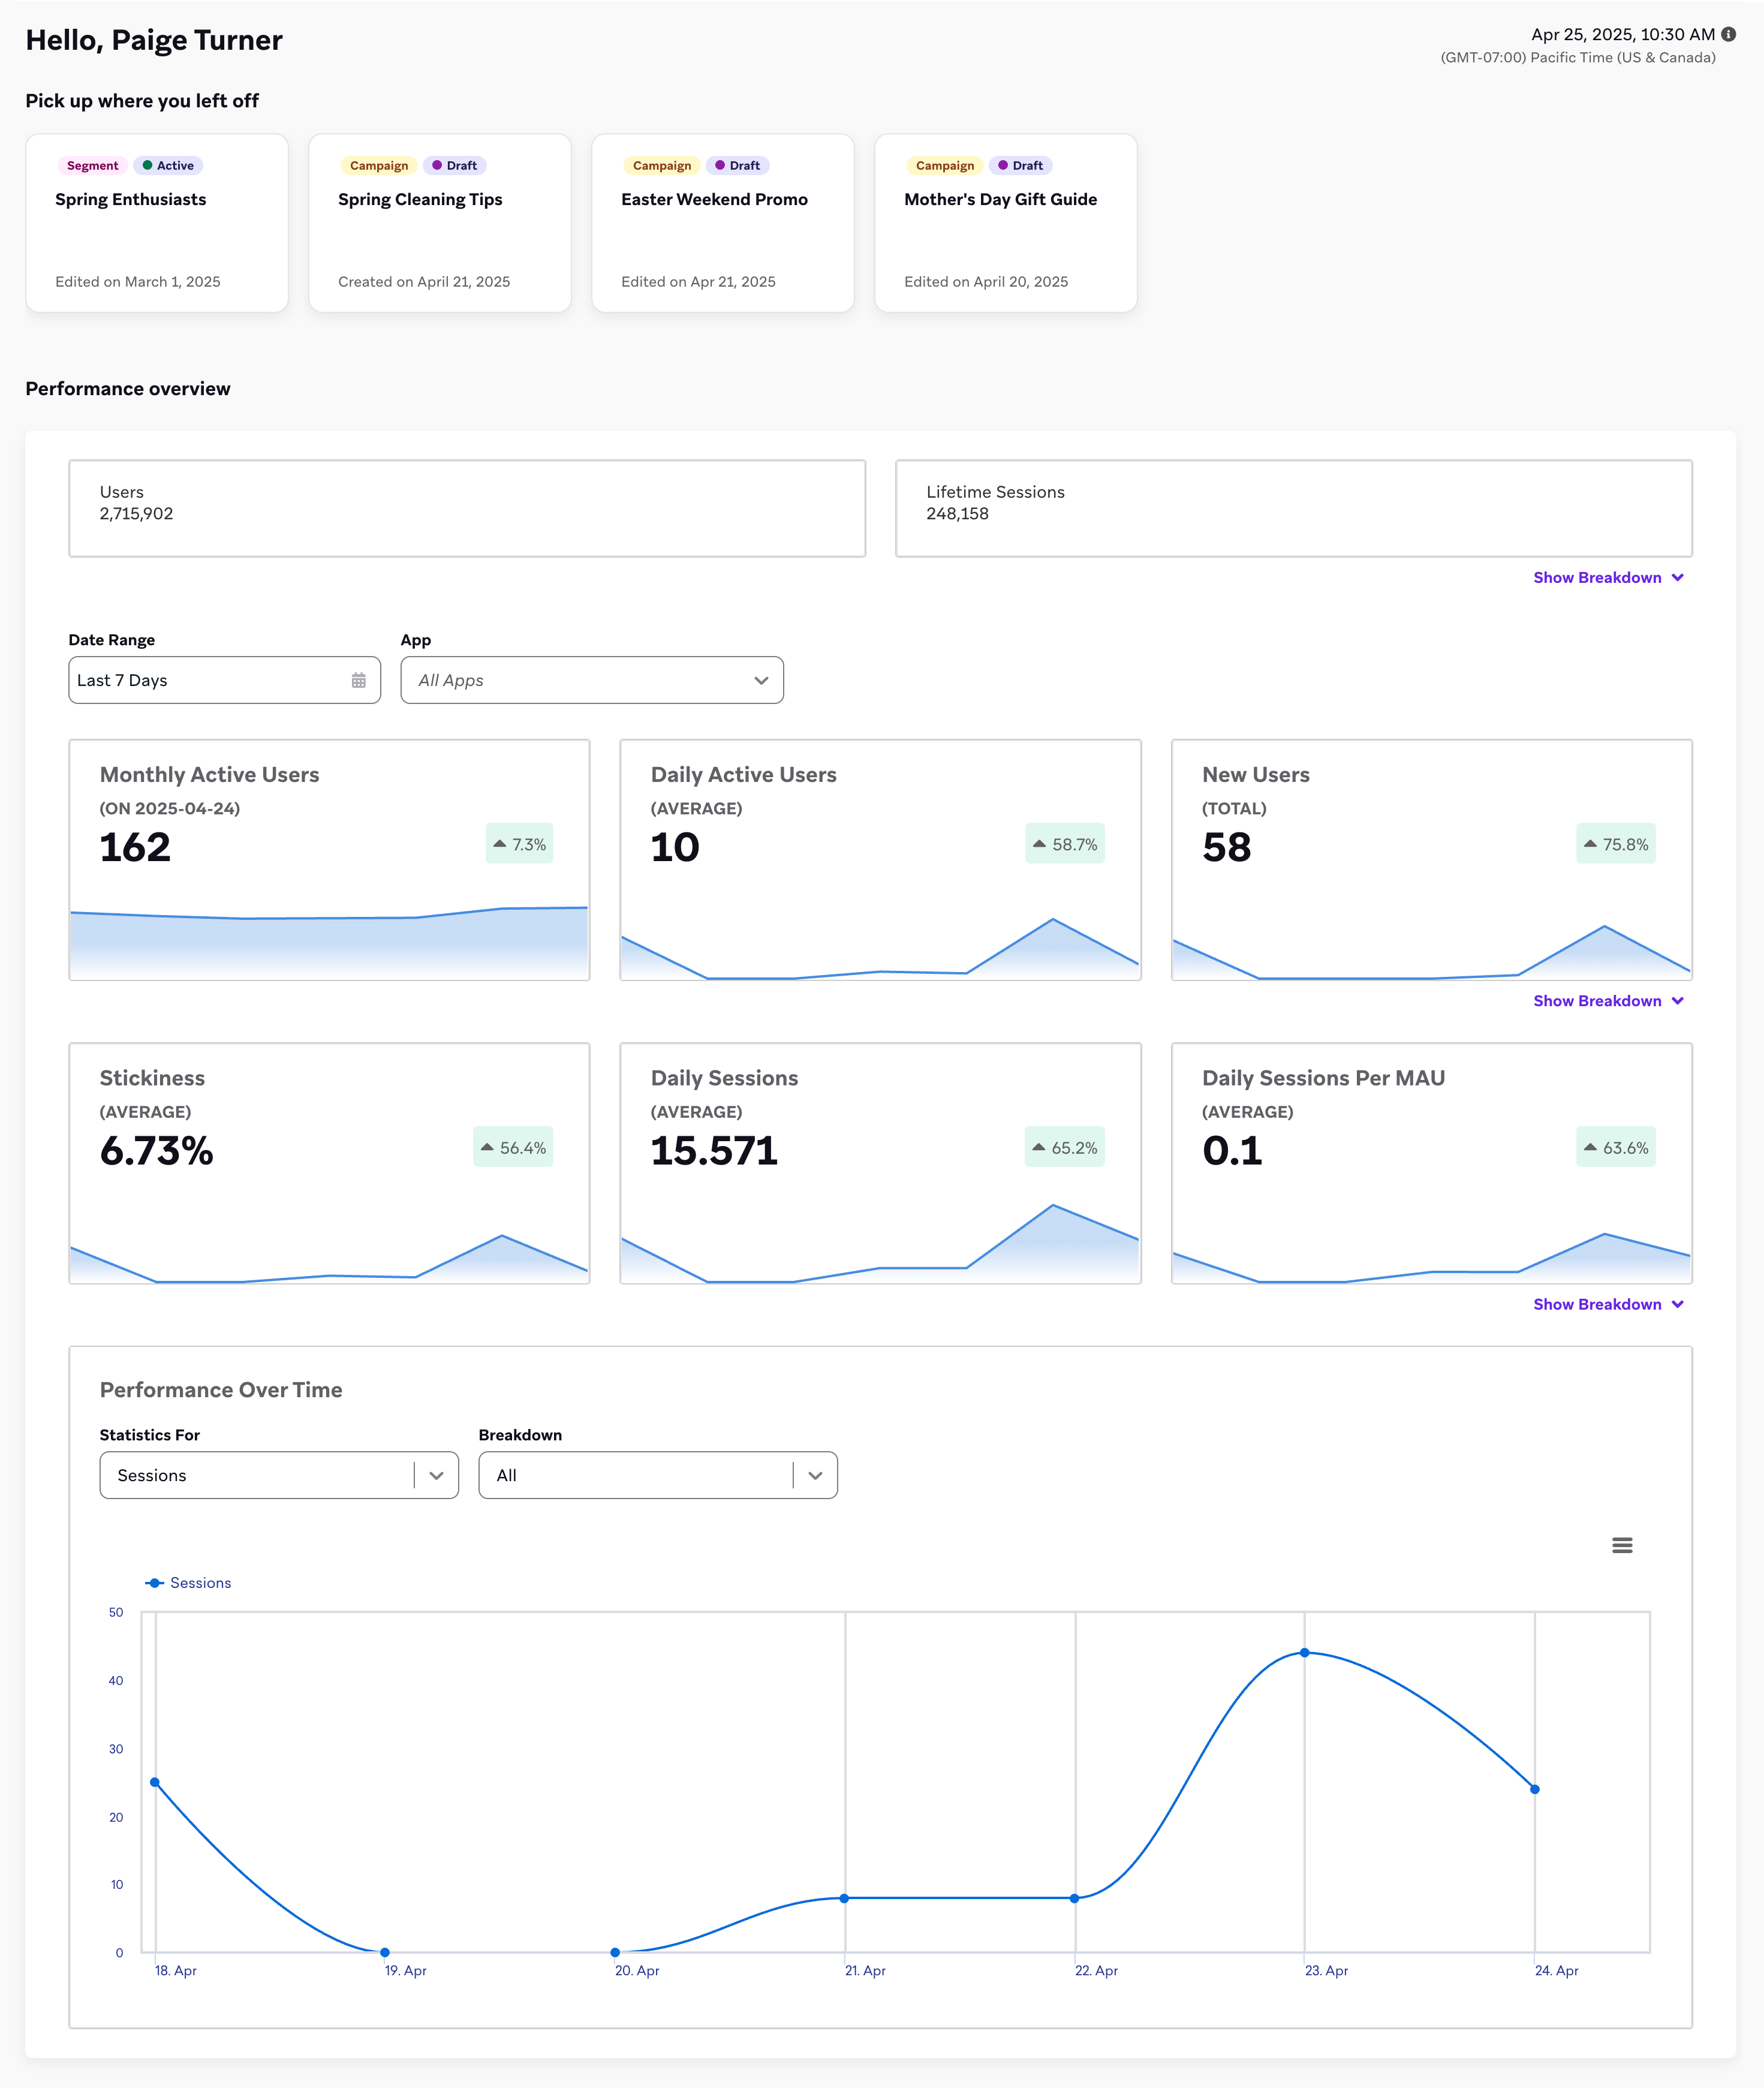 Hello, Paige Turner
Apr 25, 2025, 10:30 AM
(GMT-07:00) Pacific Time (US & Canada)
Pick up where you left off
Segment Active
Spring Enthusiasts
Edited on March 1, 2025
Campaign Draft
Spring Cleaning Tips
Created on April 21, 2025
Campaign Draft
Easter Weekend Promo
Edited on Apr 21, 2025
Campaign Draft
Mother's Day Gift Guide
Edited on April 20, 2025
Performance overview
Users
2,715,902
Lifetime Sessions
248,158
Show Breakdown
Date Range
Last 7 Days
App
All Apps
Monthly Active Users
(ON 2025-04-24)
162
7.3%
Daily Active Users
(AVERAGE)
10
58.7%
New Users
(TOTAL)
58
75.8%
Show Breakdown
Stickiness
(AVERAGE)
6.73%
56.4%
Daily Sessions
(AVERAGE)
15.571
65.2%
Daily Sessions Per MAU
(AVERAGE)
0.1
63.6%
Show Breakdown
Performance Over Time
Statistics For
Sessions
Breakdown
All
Sessions
50
40
30
20
10
0
18. Apr
19. Apr
20. Apr
21. Apr
22. Apr
23. Apr
24. Apr